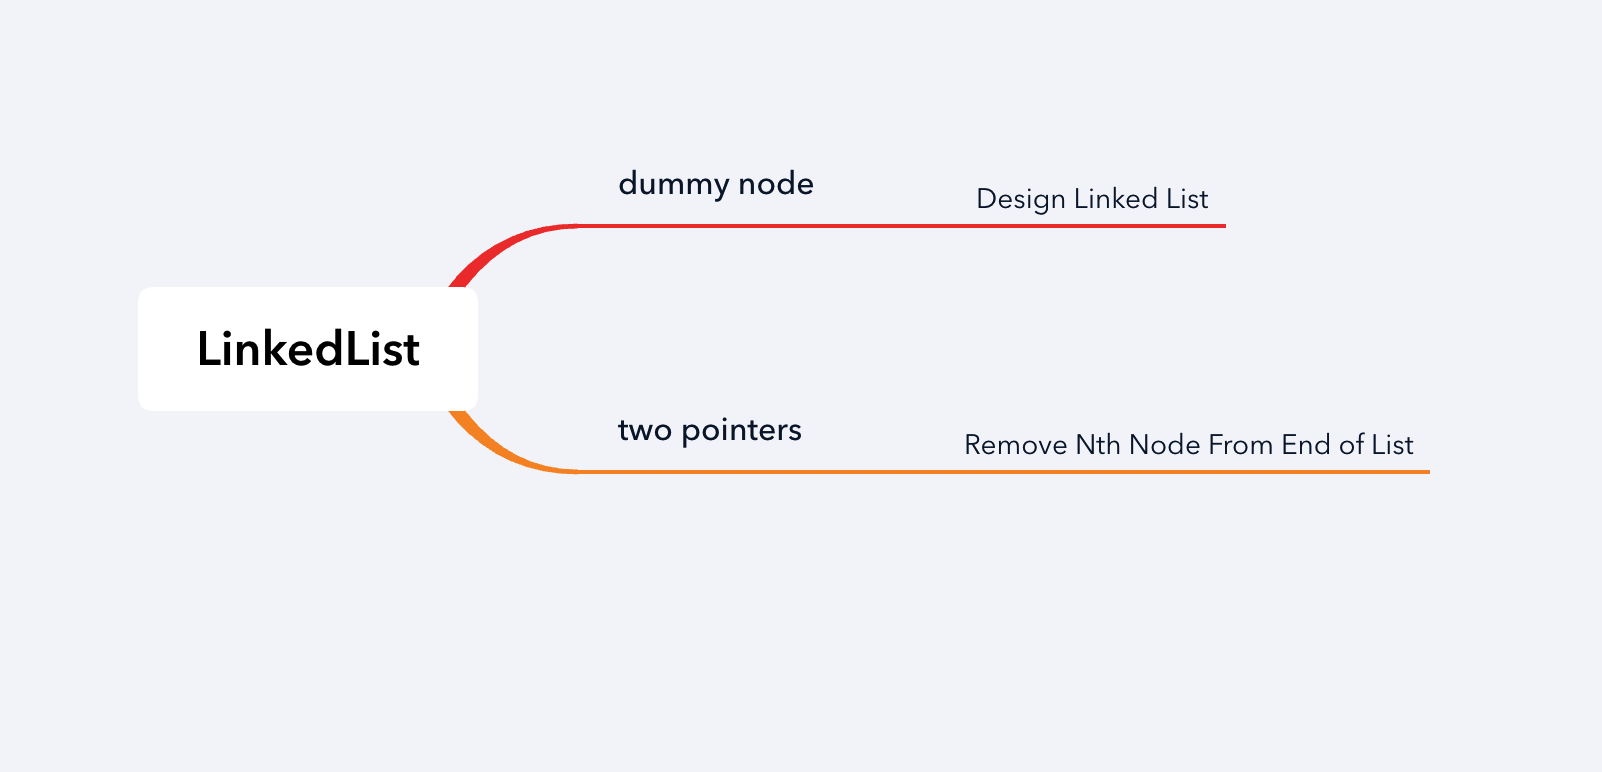 dummy node
Design Linked List
LinkedList
two pointers
Remove Nth Node From End of List